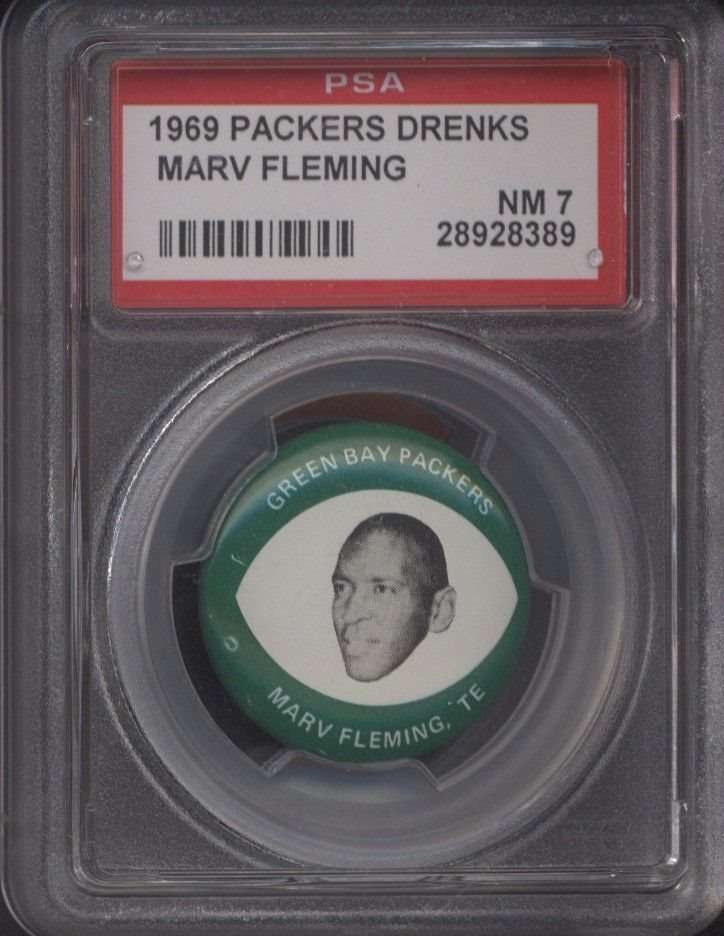 PSA
1969 PACKERS DRENKS
MARV FLEMING
NM 7
28928389
GREEN BAY PACKERS
MARV FLEMING, TE